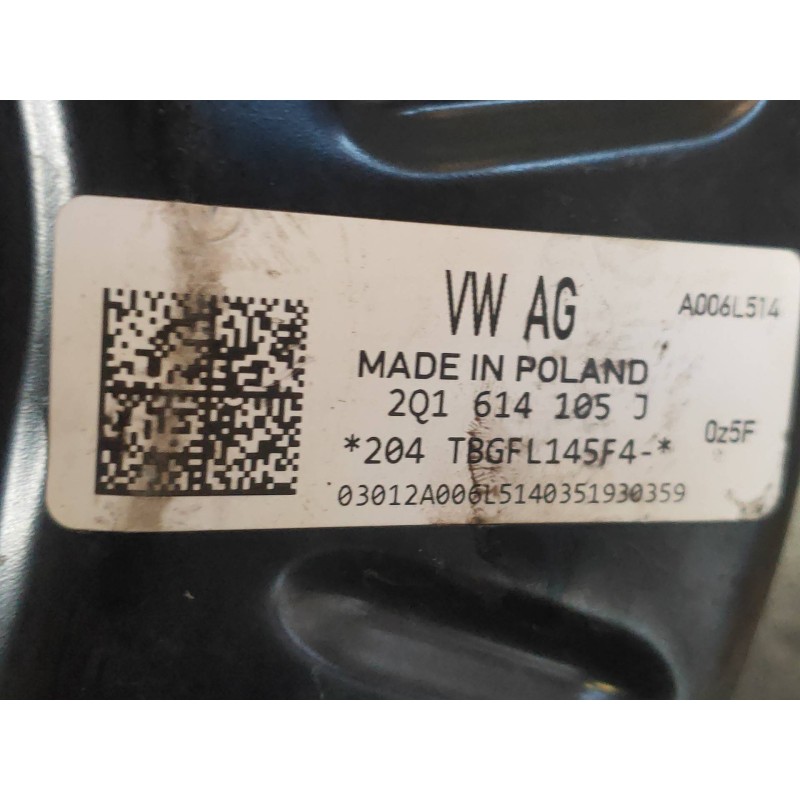 VW AG
A006L514
MADE IN POLAND
2Q1 614 105 J
0z5F
*204 TBGFL145F4-*
03012A006L5140351930359